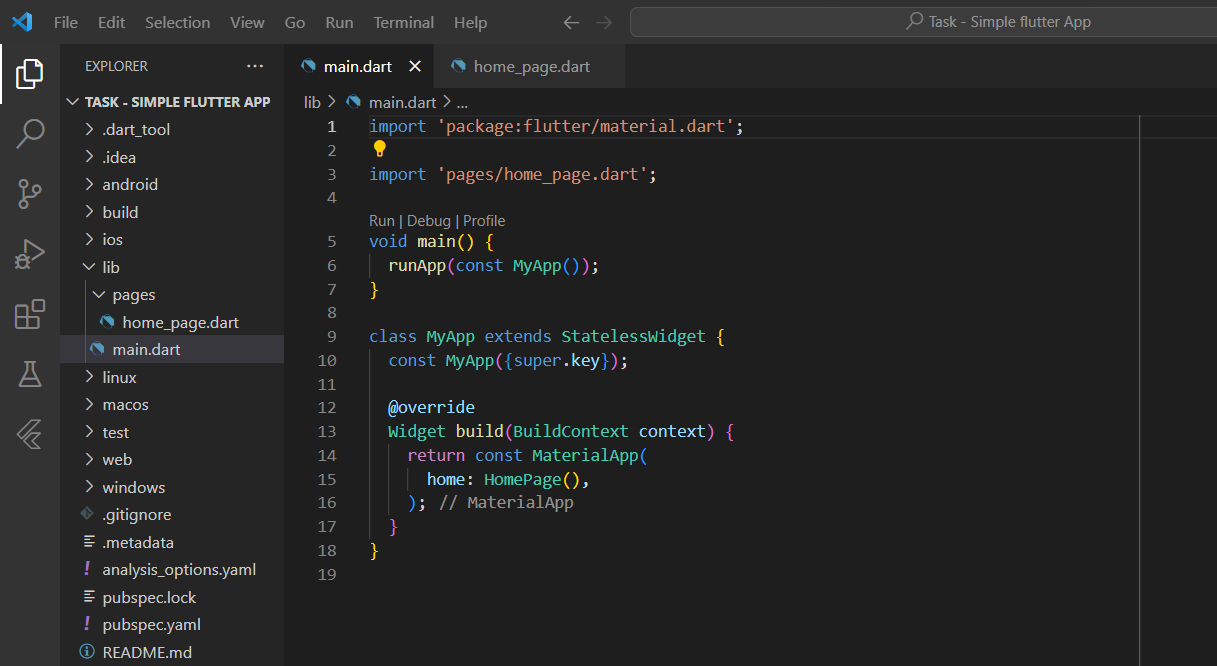 File Edit Selection View Go Run Terminal Help
Task - Simple flutter App
EXPLORER
TASK - SIMPLE FLUTTER APP
.dart_tool
.idea
android
build
ios
lib
pages
home_page.dart
main.dart
linux
macos
test
web
windows
.gitignore
.metadata
analysis_options.yaml
pubspec.lock
pubspec.yaml
README.md
main.dart home_page.dart
lib > main.dart > ...
1 import 'package:flutter/material.dart';
2
3 import 'pages/home_page.dart';
4
Run | Debug | Profile
5 void main() {
6 runApp(const MyApp());
7 }
8
9 class MyApp extends StatelessWidget {
10 const MyApp({super.key});
11
12 @override
13 Widget build(BuildContext context) {
14 return const MaterialApp(
15 home: HomePage(),
16 ); // MaterialApp
17 }
18 }
19